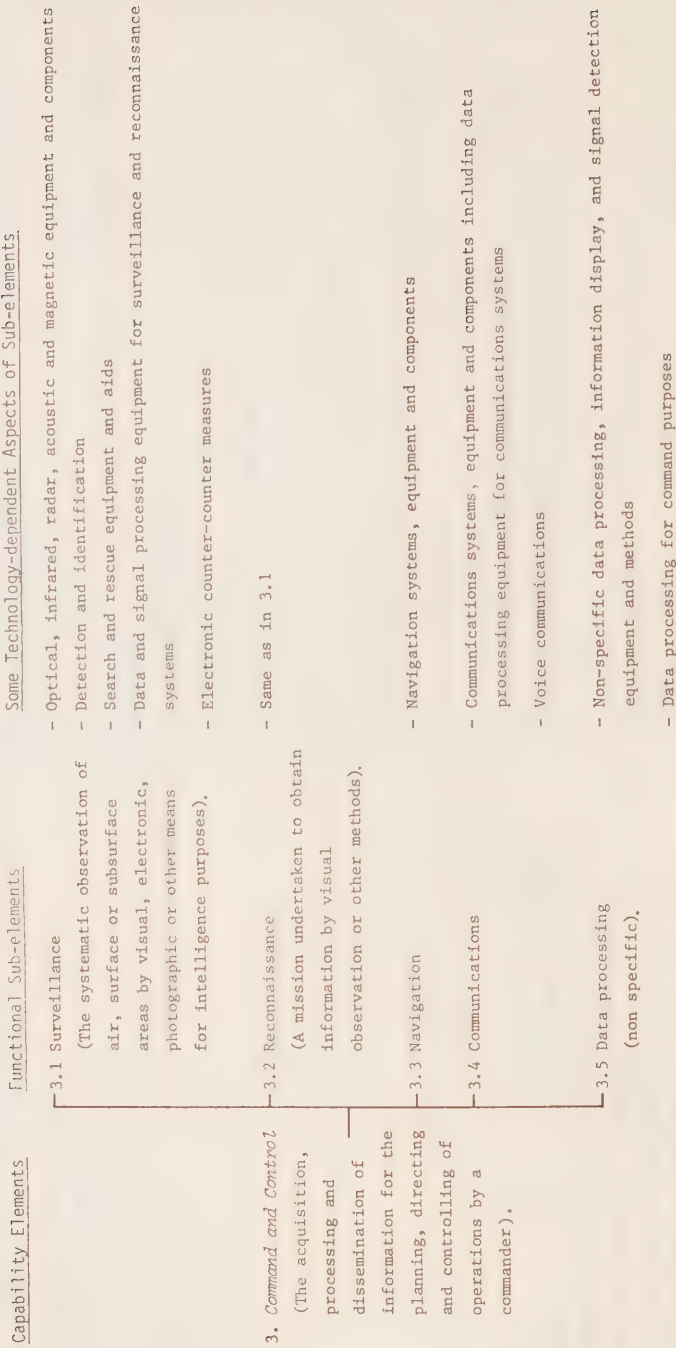 Capability Elements
3. Command and Control
(The acquisition,
processing and
dissemination of
information for the
planning, directing
and controlling of
operations by a
commander).
Functional Sub-elements
3.1 Surveillance
(The systematic observation of
air, surface or subsurface
areas by visual, electronic,
photographic or other means
for intelligence purposes).
3.2 Reconnaissance
(A mission undertaken to obtain
information by visual
observation or other methods).
3.3 Navigation
3.4 Communications
3.5 Data processing
(non specific).
Some Technology-dependent Aspects of Sub-elements
- Optical, infrared, radar, acoustic and magnetic equipment and components
- Detection and identification
- Search and rescue equipment and aids
- Data and signal processing equipment for surveillance and reconnaissance
systems
- Electronic counter-counter measures
- Same as in 3.1
- Navigation systems, equipment and components
- Communications systems, equipment and components including data
processing equipment for communications systems
- Voice communications
- Non-specific data processing, information display, and signal detection
equipment and methods
- Data processing for command purposes